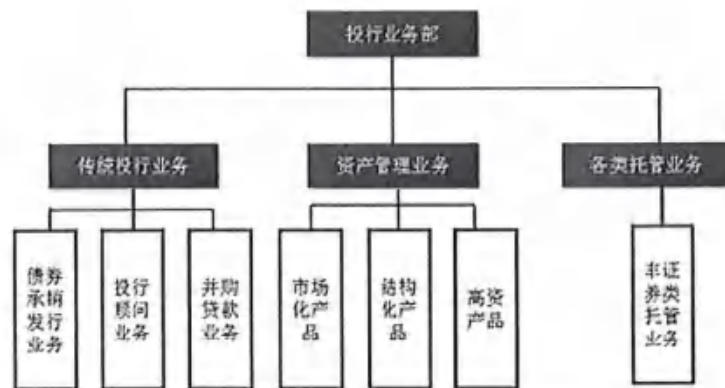 投行业务部
传统投行业务
资产管理业务
各类托管业务
债券
承销
发行
业务
投行
顾问
业务
并购
贷款
业务
市场
化产品
结构
化产品
高资
产品
非证
券类
托管
业务